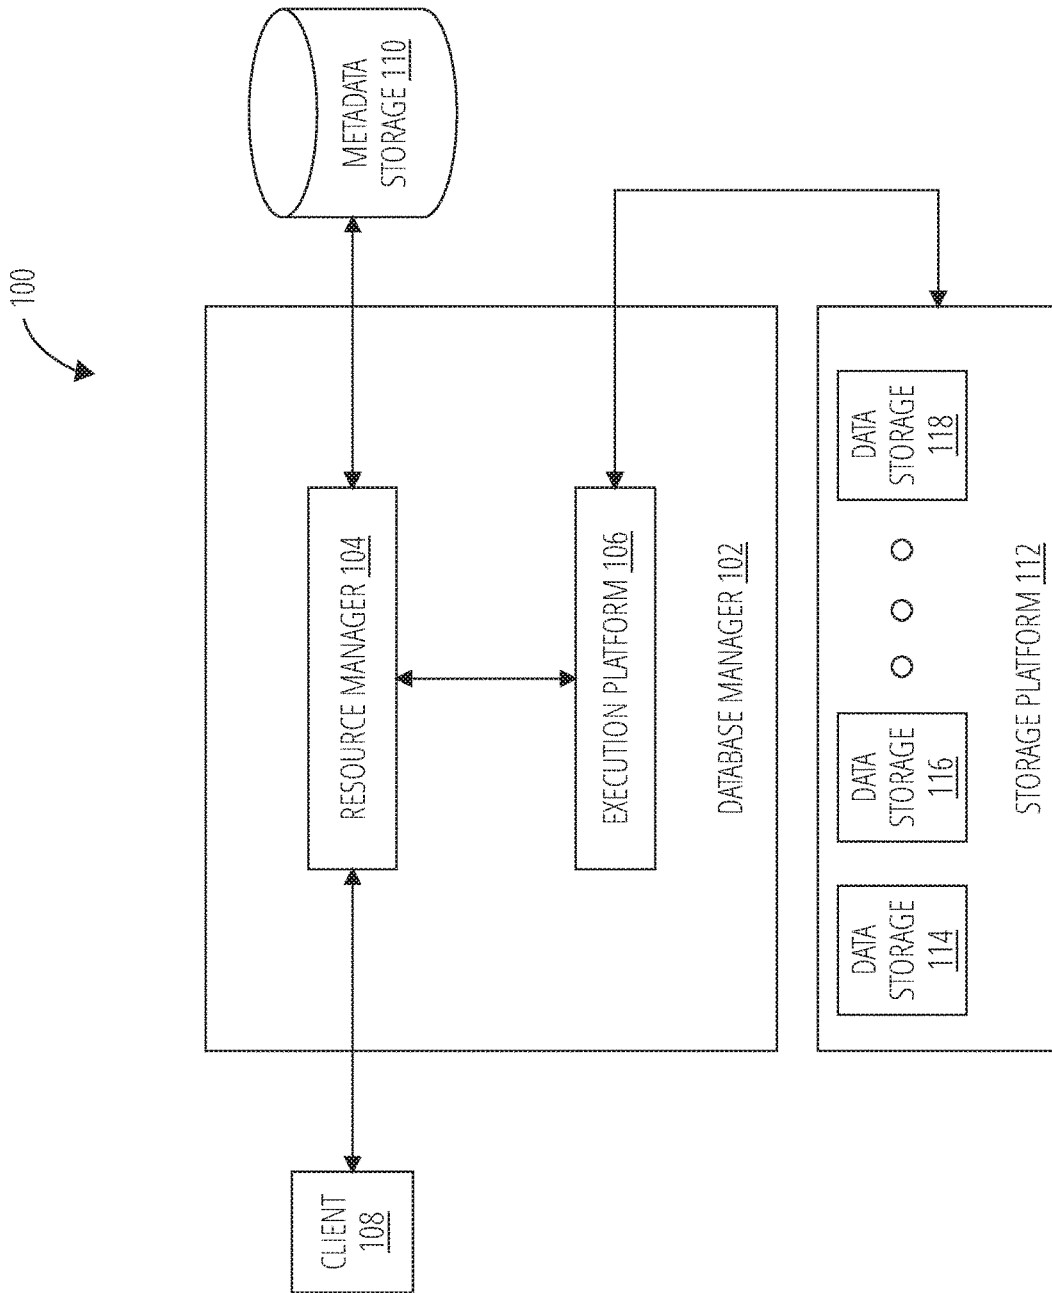 100
CLIENT
108
RESOURCE MANAGER 104
METADATA
STORAGE 110
EXECUTION PLATFORM 106
DATABASE MANAGER 102
DATA
STORAGE
114
DATA
STORAGE
116
DATA
STORAGE
118
STORAGE PLATFORM 112